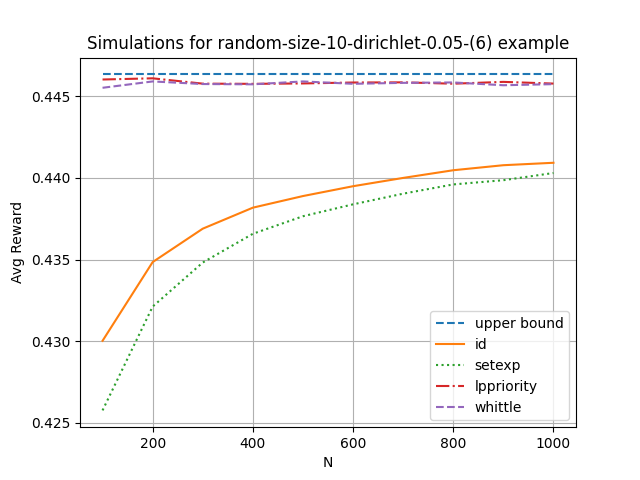 Simulations for random-size-10-dirichlet-0.05-(6) example
Avg Reward
0.445
0.440
0.435
0.430
0.425
upper bound
id
setexp
lppriority
whittle
200
400
600
800
1000
N